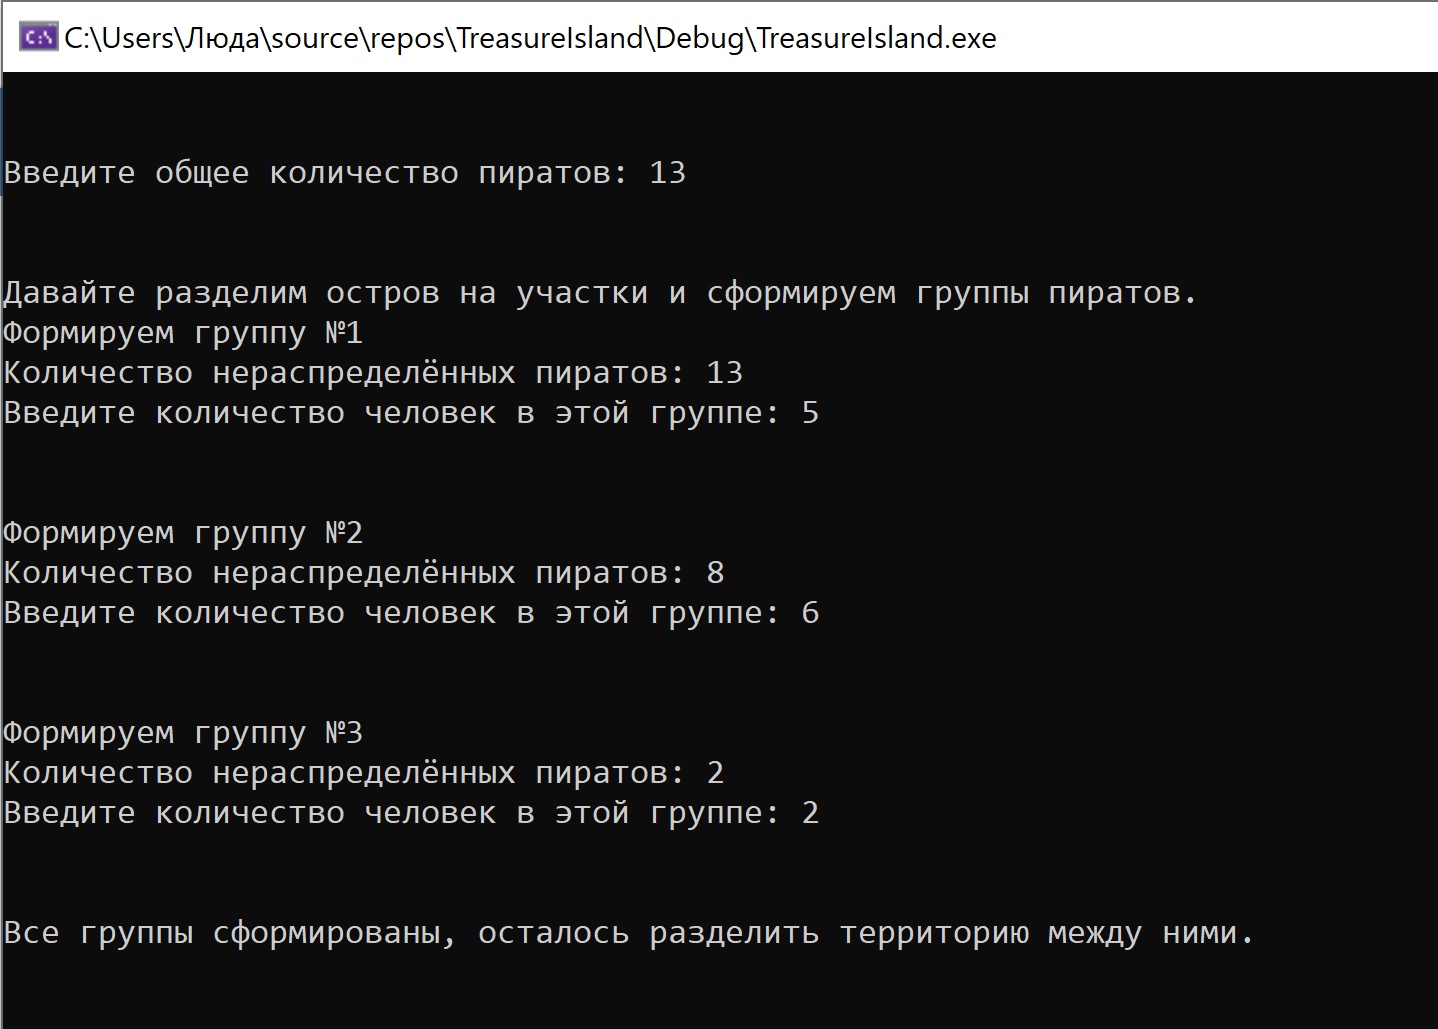 C:\Users\Люда\source\repos\TreasureIsland\Debug\TreasureIsland.exe
Введите общее количество пиратов: 13
Давайте разделим остров на участки и сформируем группы пиратов.
Формируем группу №1
Количество нераспределённых пиратов: 13
Введите количество человек в этой группе: 5
Формируем группу №2
Количество нераспределённых пиратов: 8
Введите количество человек в этой группе: 6
Формируем группу №3
Количество нераспределённых пиратов: 2
Введите количество человек в этой группе: 2
Все группы сформированы, осталось разделить территорию между ними.